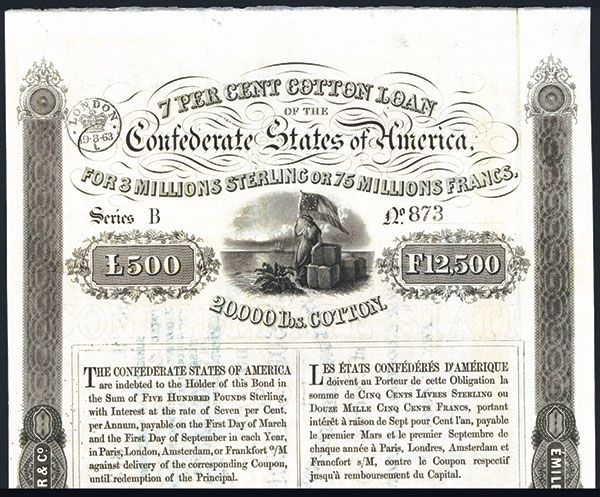 7 PER CENT COTTON LOAN
OF THE
Confederate States of America,
FOR 3 MILLIONS STERLING OR 75 MILLIONS FRANCS.
LONDON
9-3-63
L
Series B
Nº 873
£500
F12,500
20,000 lbs. COTTON.
THE CONFEDERATE STATES OF AMERICA
are indebted to the Holder of this Bond in
the Sum of FIVE HUNDRED POUNDS Sterling,
with Interest at the rate of Seven per Cent.
per Annum, payable on the First Day of March
and the First Day of September in each Year,
in Paris, London, Amsterdam, or Frankfort o/M
against delivery of the corresponding Coupon,
until redemption of the Principal.
LES ÉTATS CONFÉDÉRÉS D'AMÉRIQUE
doivent au Porteur de cette Obligation la
somme de CINQ CENTS LIVRES STERLING ou
DOUZE MILLE CINQ CENTS FRANCS, portant
intérêt à raison de Sept pour Cent l'an, payable
le premier Mars et le premier Septembre de
chaque année à Paris, Londres, Amsterdam et
Francfort s/M, contre le Coupon respectif
jusqu'à remboursement du Capital.
R & Cº
ÉMILE